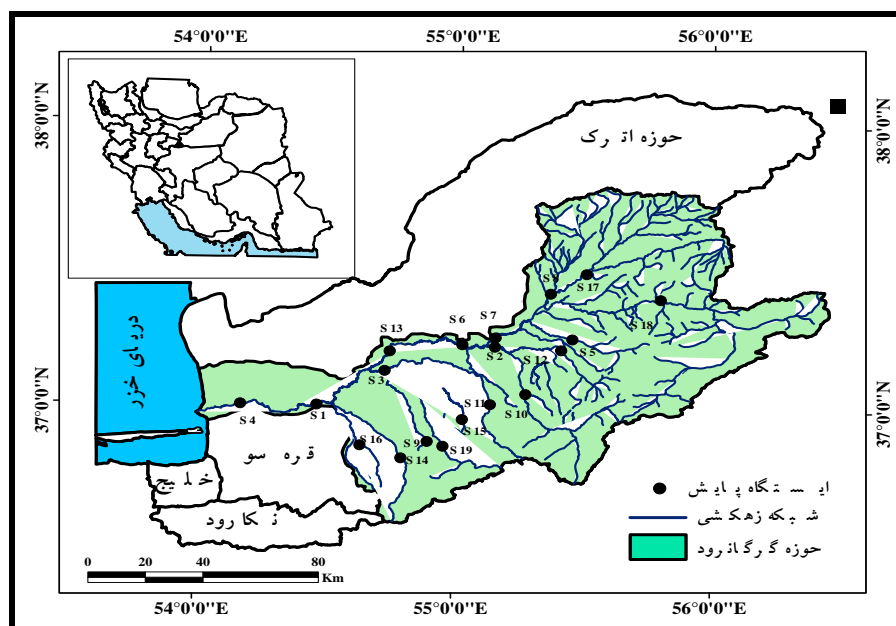 54°0'0"E 55°0'0"E 56°0'0"E
38°0'0"N
38°0'0"N
37°0'0"N
37°0'0"N
حوزه اترک
دریای خزر
قره سو
خلیج
نکارود
S 17
S 18
S 13
S 6
S 7
S 2
S 12
S 5
S 3
S 4
S 1
S 11
S 10
S 15
S 16
S 9
S 14
S 19
ایستگاه پایش
شبکه زهکشی
حوزه گرگانرود
0 20 40 80
Km
54°0'0"E 55°0'0"E 56°0'0"E